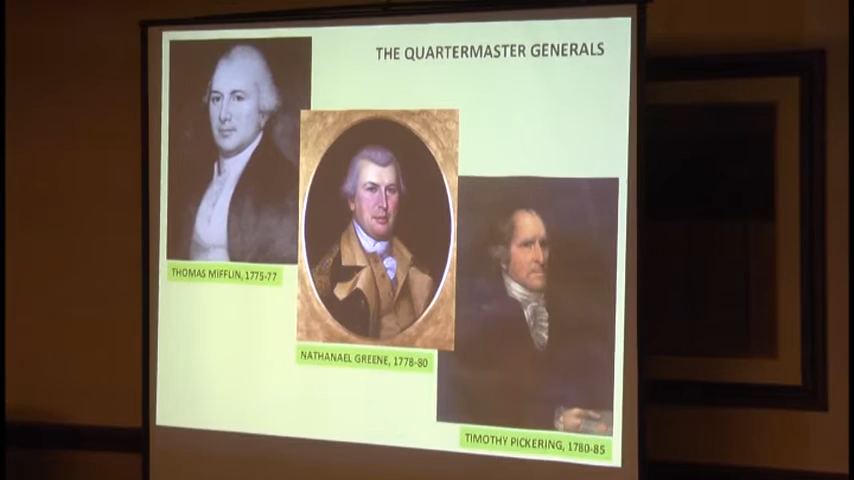 THE QUARTERMASTER GENERALS
THOMAS MIFFLIN, 1775-77
NATHANAEL GREENE, 1778-80
TIMOTHY PICKERING, 1780-85